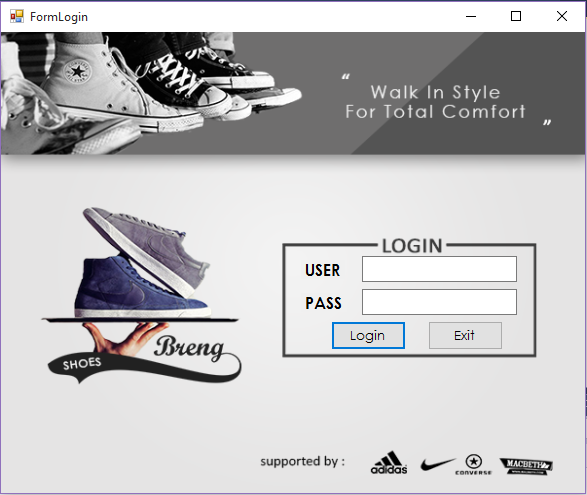 FormLogin
“
Walk In Style
For Total Comfort
”
LOGIN
USER
PASS
Login
Exit
Breng
SHOES
supported by :
adidas
CONVERSE
MACBETH